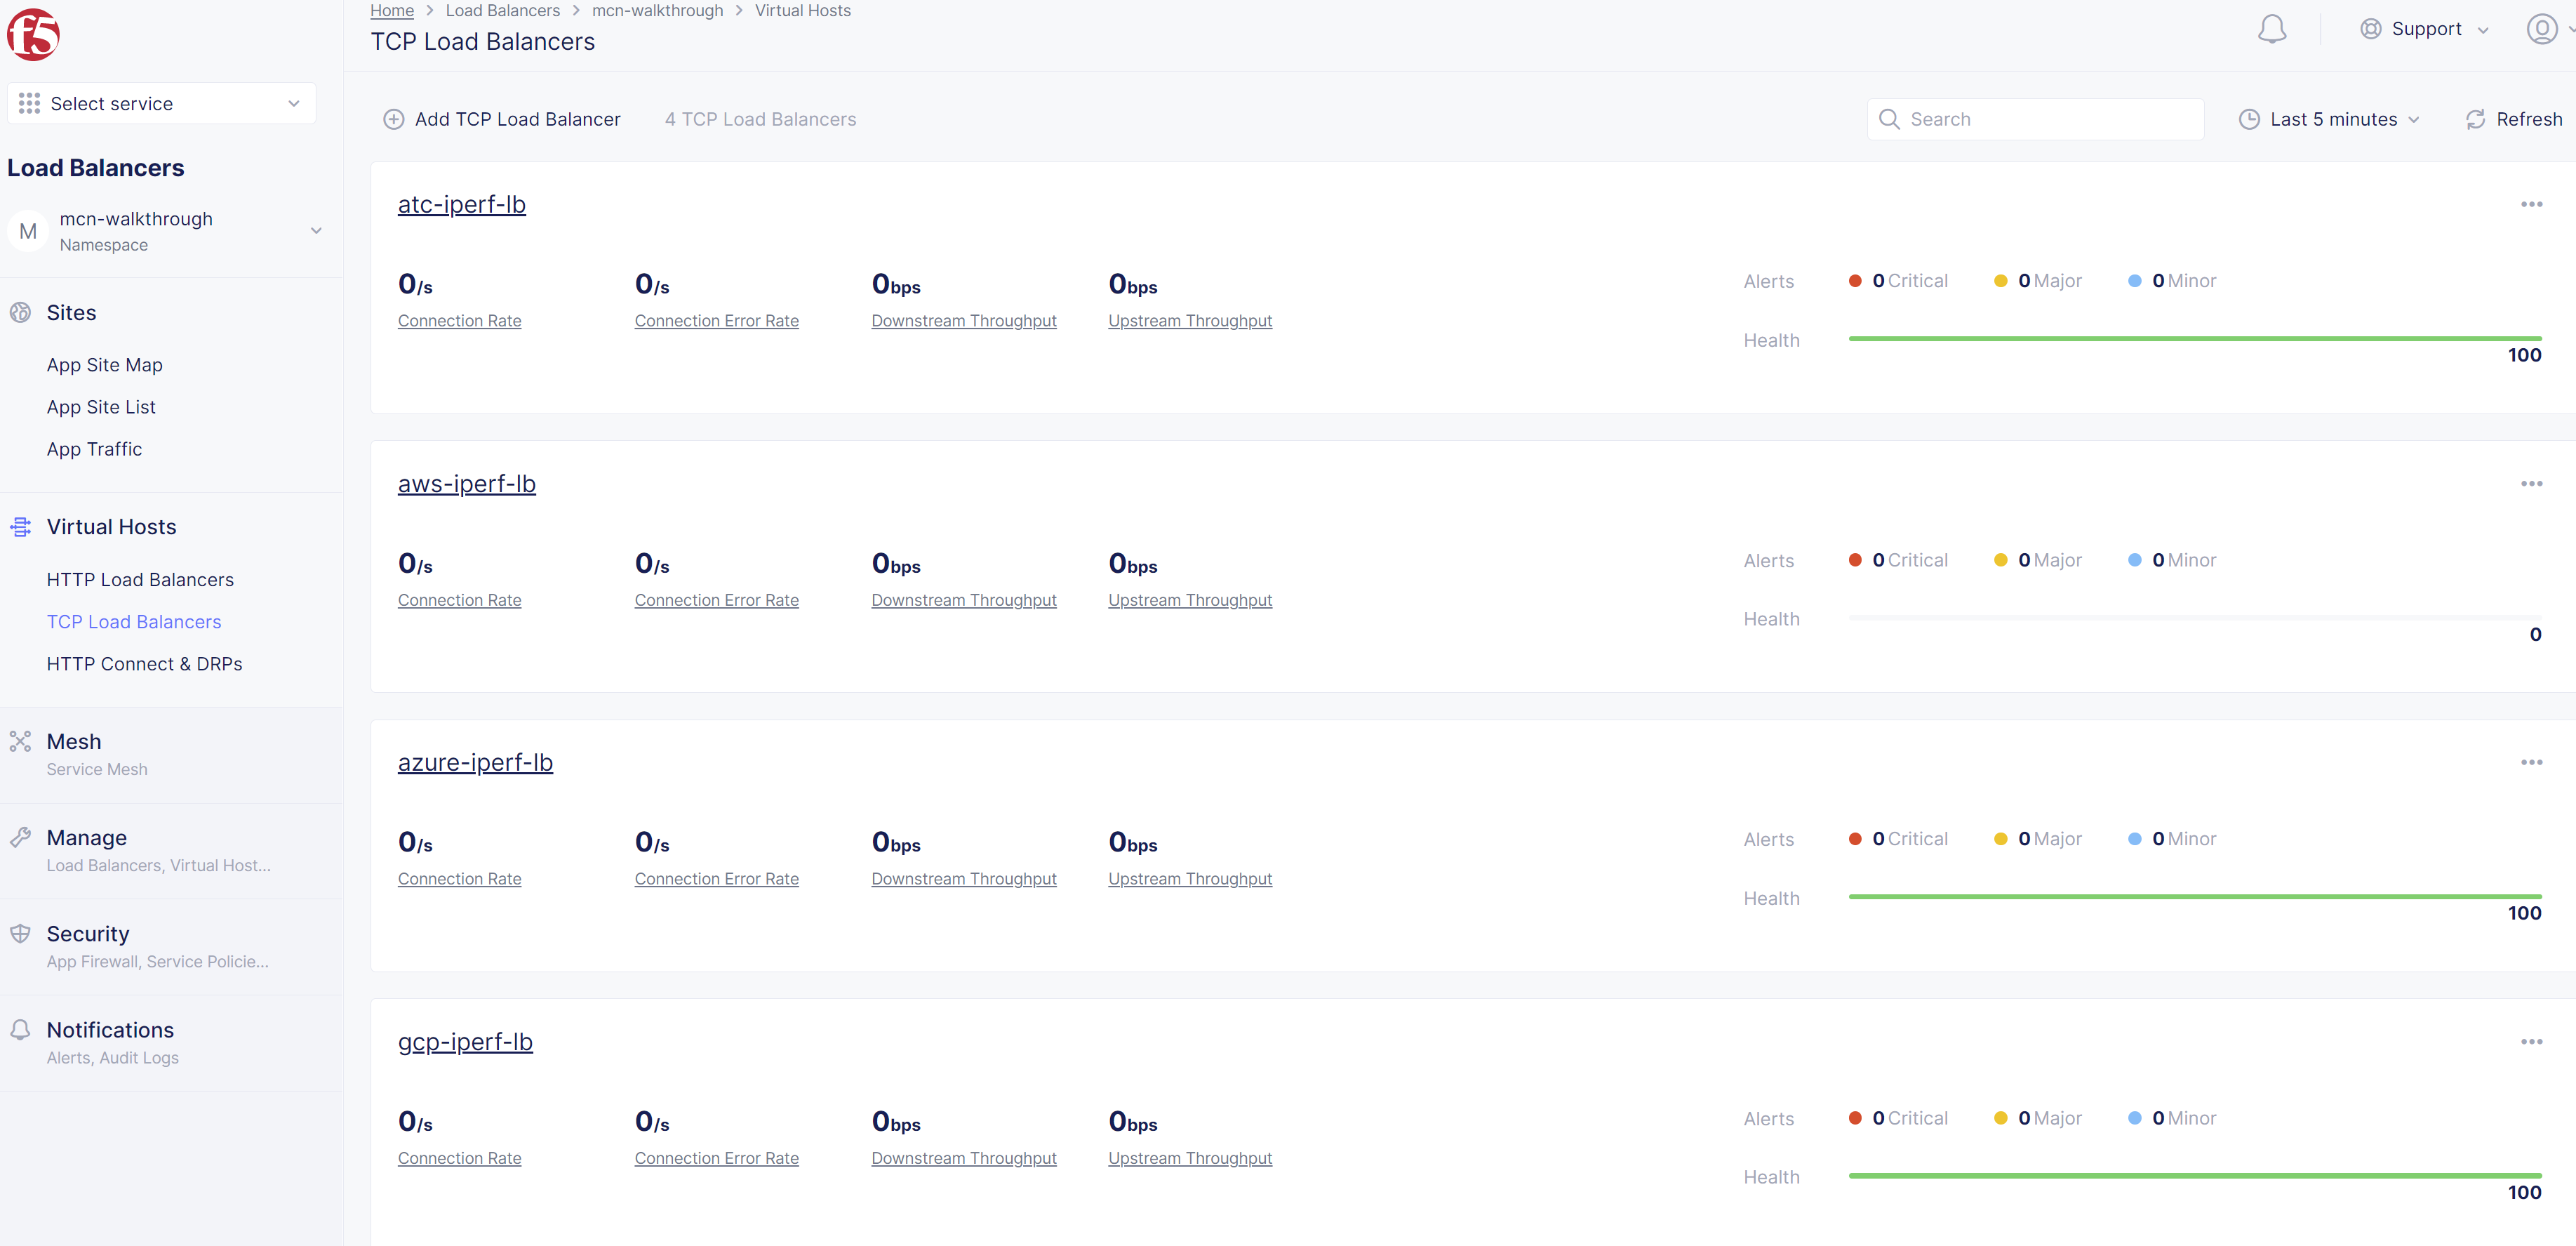 f5
Home > Load Balancers > mcn-walkthrough > Virtual Hosts
TCP Load Balancers
Support
Select service
Load Balancers
M
mcn-walkthrough
Namespace
Sites
App Site Map
App Site List
App Traffic
Virtual Hosts
HTTP Load Balancers
TCP Load Balancers
HTTP Connect & DRPs
Mesh
Service Mesh
Manage
Load Balancers, Virtual Host...
Security
App Firewall, Service Policie...
Notifications
Alerts, Audit Logs
Add TCP Load Balancer 4 TCP Load Balancers Search Last 5 minutes Refresh
atc-iperf-lb
0/s 0/s 0bps 0bps
Connection Rate Connection Error Rate Downstream Throughput Upstream Throughput
Alerts 0 Critical 0 Major 0 Minor
Health
100
aws-iperf-lb
0/s 0/s 0bps 0bps
Connection Rate Connection Error Rate Downstream Throughput Upstream Throughput
Alerts 0 Critical 0 Major 0 Minor
Health
0
azure-iperf-lb
0/s 0/s 0bps 0bps
Connection Rate Connection Error Rate Downstream Throughput Upstream Throughput
Alerts 0 Critical 0 Major 0 Minor
Health
100
gcp-iperf-lb
0/s 0/s 0bps 0bps
Connection Rate Connection Error Rate Downstream Throughput Upstream Throughput
Alerts 0 Critical 0 Major 0 Minor
Health
100